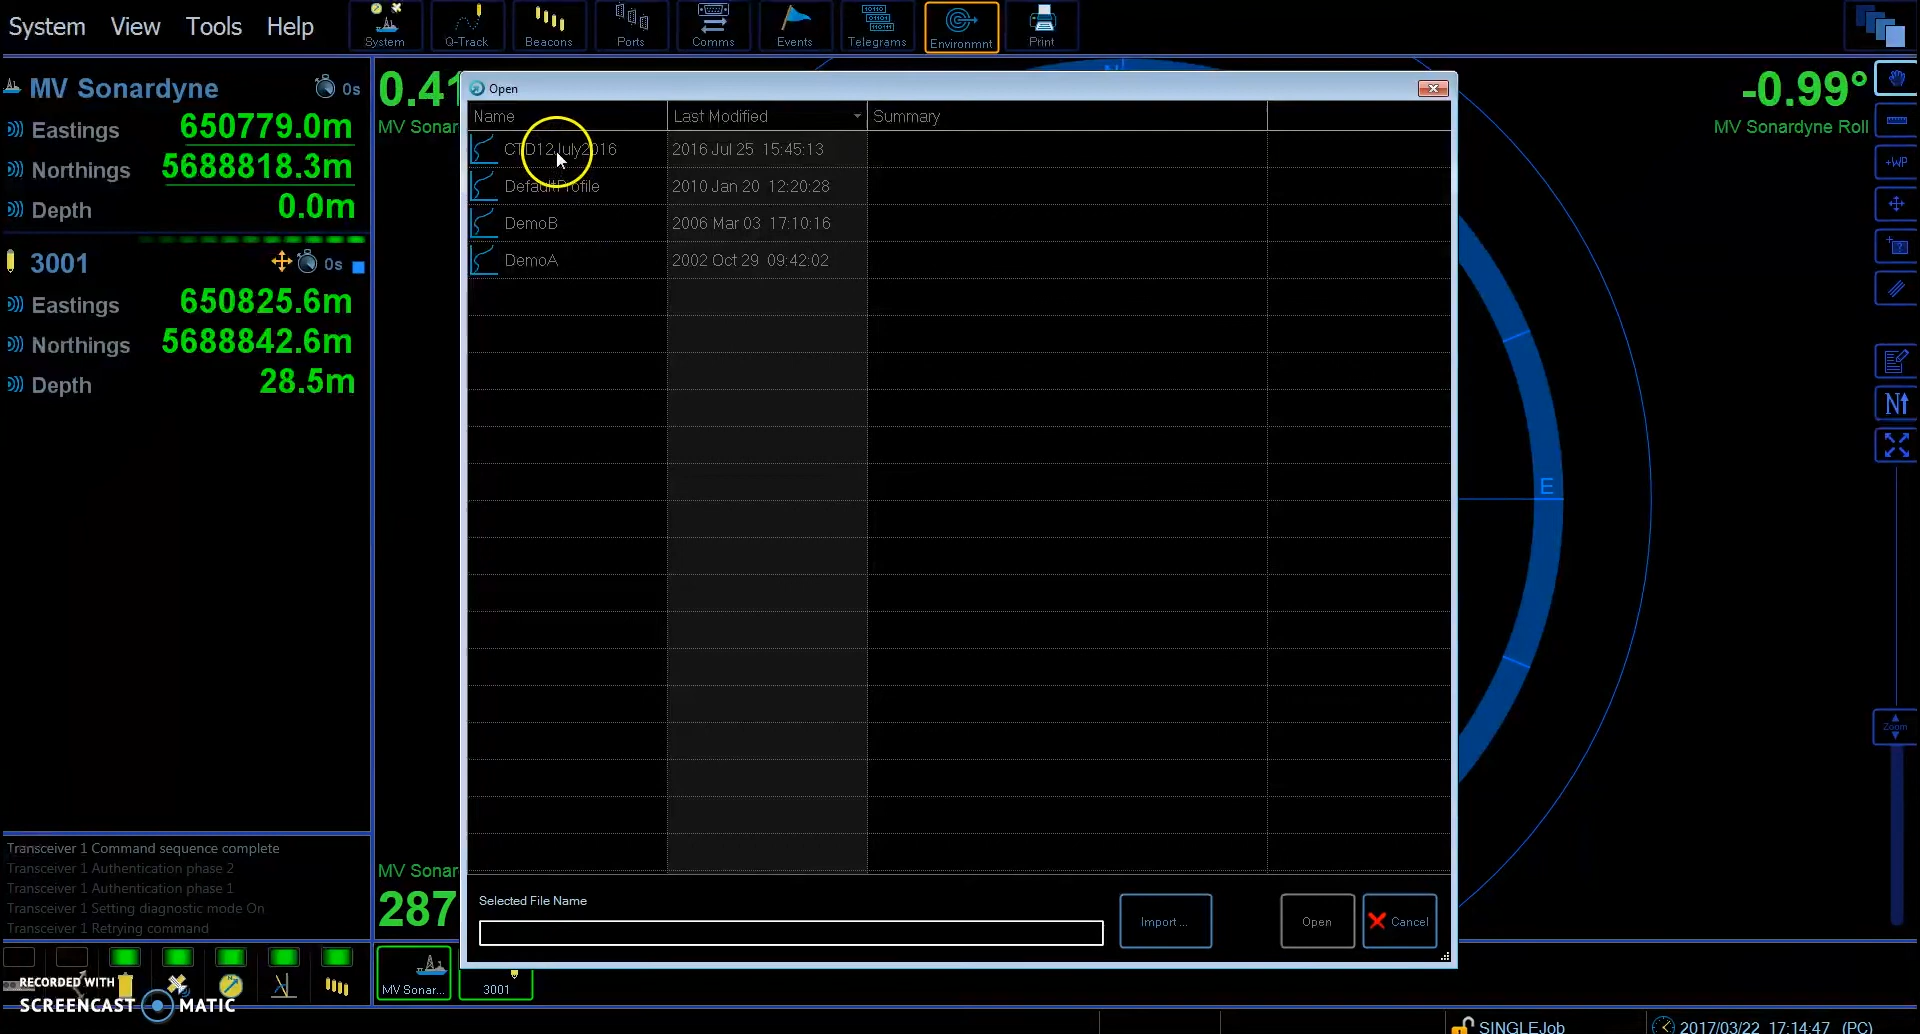 System View Tools Help
System Q-Track Beacons Ports Comms Events Telegrams Environmnt Print
MV Sonardyne 0s
Eastings 650779.0m
Northings 5688818.3m
Depth 0.0m
3001 0s
Eastings 650825.6m
Northings 5688842.6m
Depth 28.5m
0.41
MV Sonar
-0.99°
MV Sonardyne Roll
Open
Name Last Modified Summary
CTD12July2016 2016 Jul 25 15:45:13
DefaultProfile 2010 Jan 20 12:20:28
DemoB 2006 Mar 03 17:10:16
DemoA 2002 Oct 29 09:42:02
Selected File Name
Import ... Open Cancel
E
+WP
N
Zoom
Transceiver 1 Command sequence complete
Transceiver 1 Authentication phase 2
Transceiver 1 Authentication phase 1
Transceiver 1 Setting diagnostic mode On
Transceiver 1 Retrying command
MV Sonar
287
MV Sonar...
3001
RECORDED WITH
SCREENCAST MATIC
SINGLEJob 2017/03/22 17:14:47 (PC)